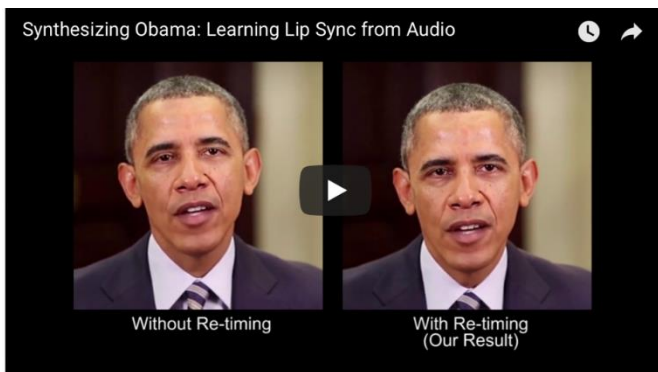 Synthesizing Obama: Learning Lip Sync from Audio
Without Re-timing
With Re-timing
(Our Result)